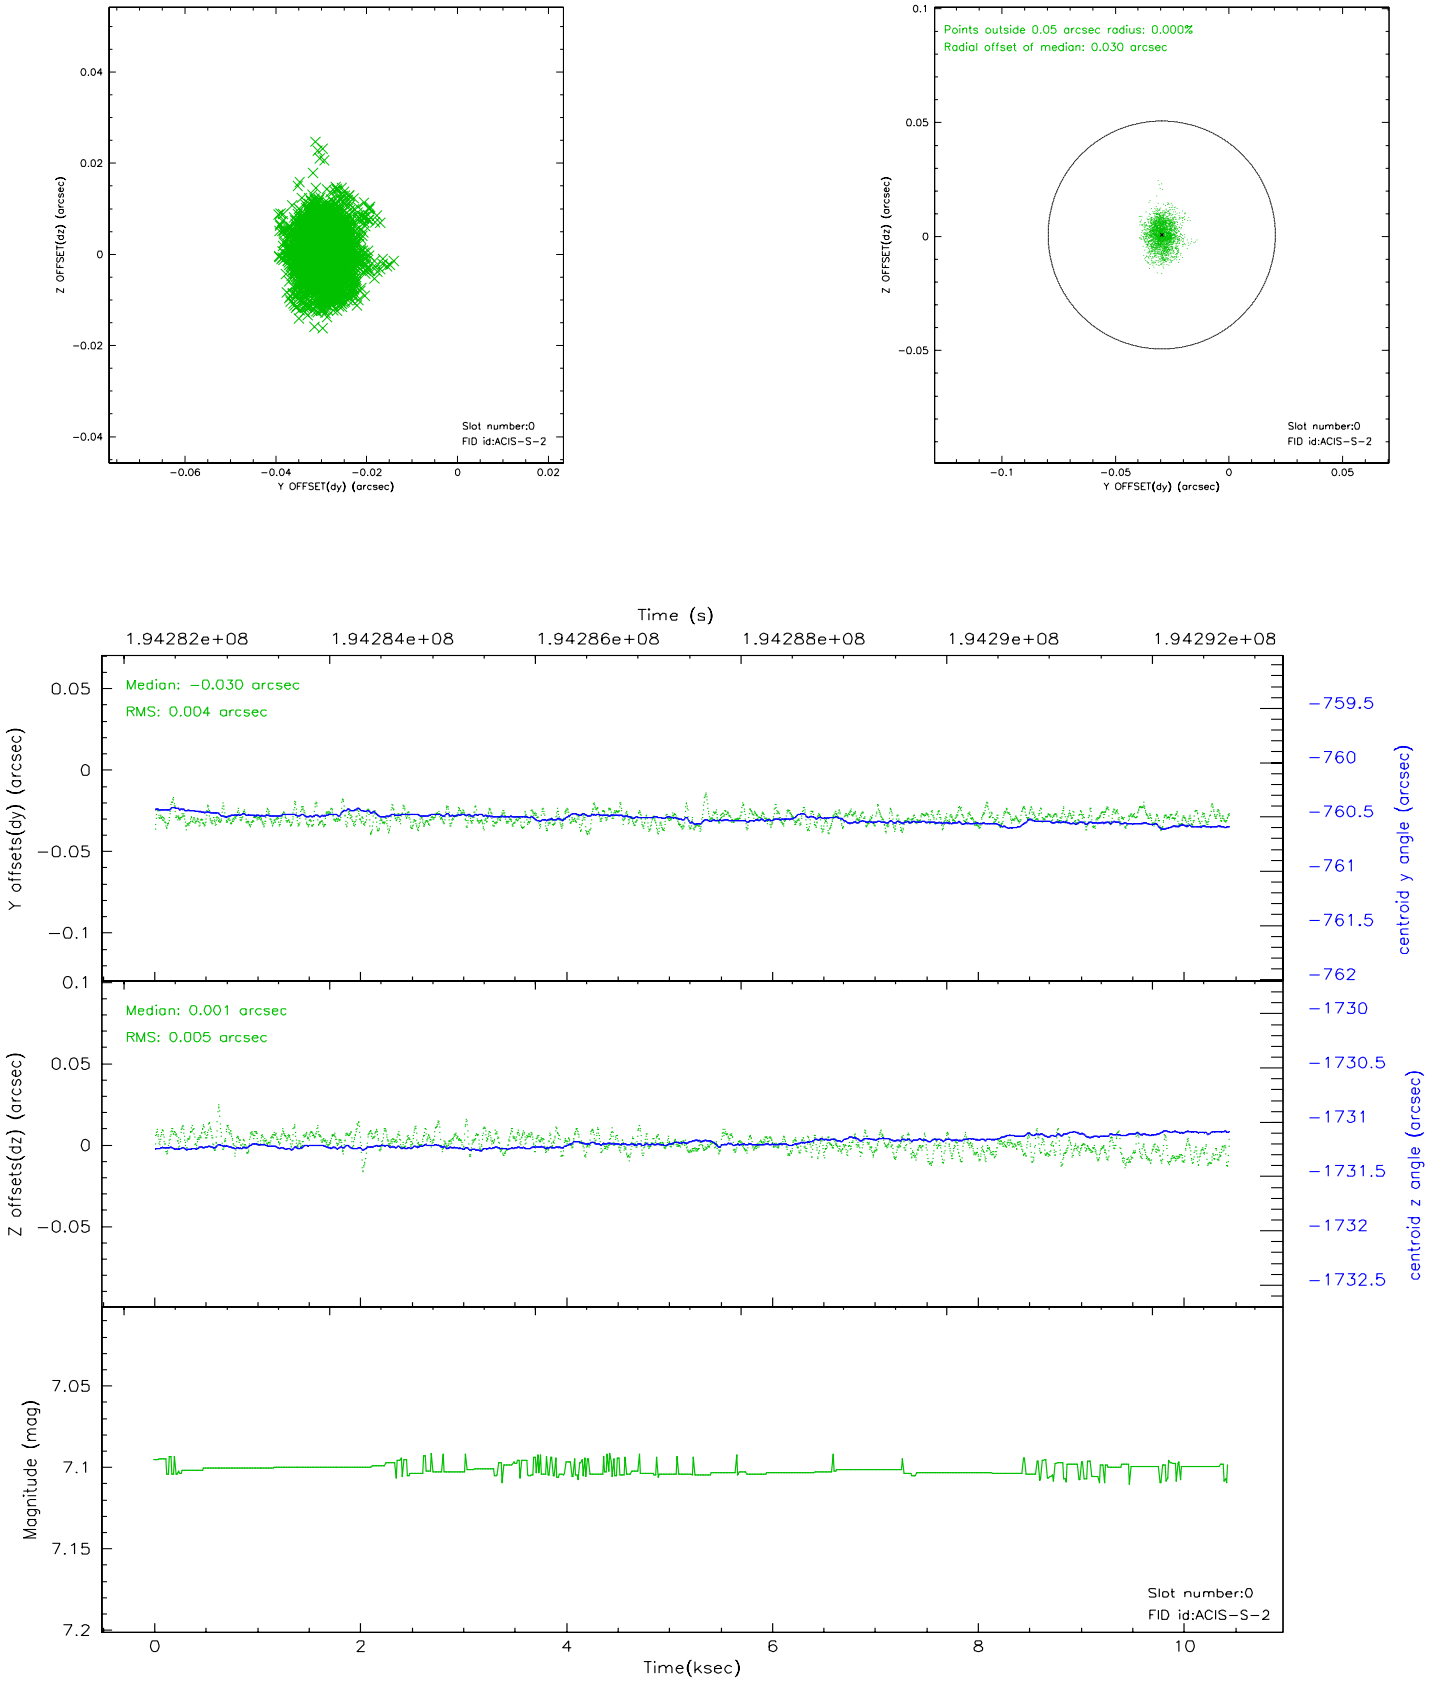 0.04
0.02
0
−0.02
−0.04
Z OFFSET(dz) (arcsec)
Slot number:0
FID id:ACIS−S−2
−0.06
−0.04
−0.02
0
0.02
Y OFFSET(dy) (arcsec)
0.1
0.05
0
−0.05
Z OFFSET(dz) (arcsec)
Points outside 0.05 arcsec radius: 0.000%
Radial offset of median: 0.030 arcsec
Slot number:0
FID id:ACIS−S−2
−0.1
−0.05
0
0.05
Y OFFSET(dy) (arcsec)
Time (s)
1.94282e+08
1.94284e+08
1.94286e+08
1.94288e+08
1.9429e+08
1.94292e+08
Median: −0.030 arcsec
RMS: 0.004 arcsec
0.05
0
−0.05
−0.1
Y offsets(dy) (arcsec)
−759.5
−760
−760.5
−761
−761.5
−762
centroid y angle (arcsec)
Median: 0.001 arcsec
RMS: 0.005 arcsec
0.1
0.05
0
−0.05
Z offsets(dz) (arcsec)
−1730
−1730.5
−1731
−1731.5
−1732
−1732.5
centroid z angle (arcsec)
7.05
7.1
7.15
7.2
Magnitude (mag)
Slot number:0
FID id:ACIS−S−2
0
2
4
6
8
10
Time(ksec)